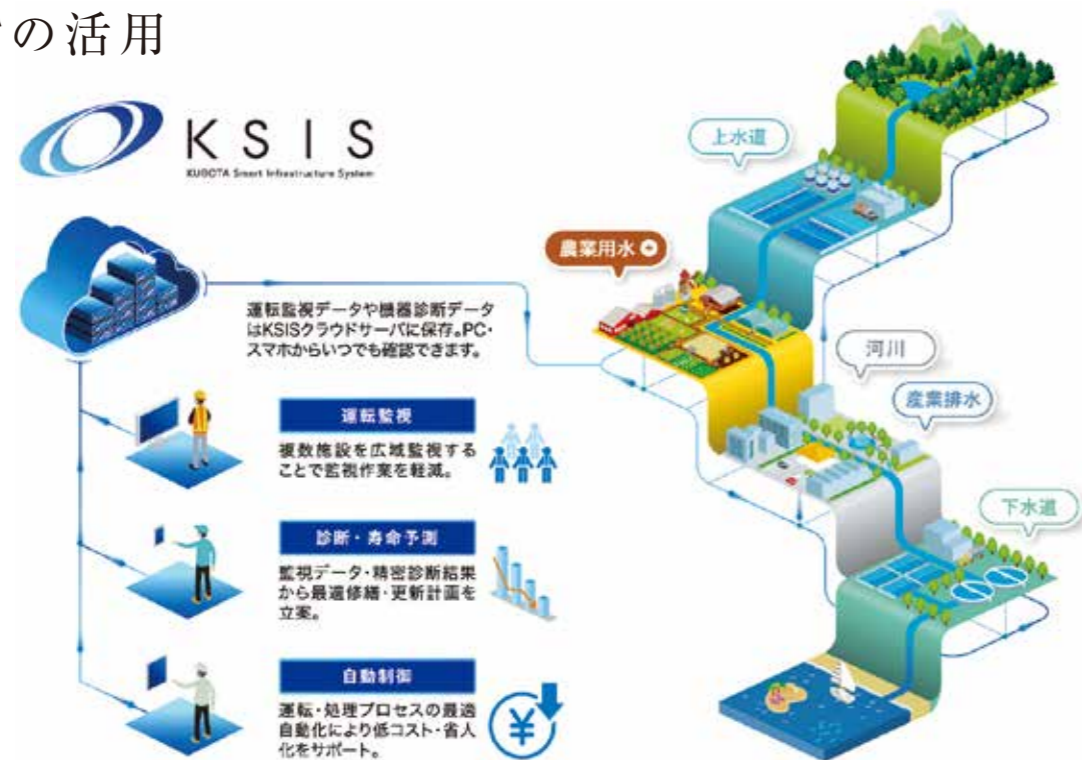 の活用
KSIS
KUBOTA Smart Infrastructure System
上水道
農業用水
運転監視データや機器診断データ
はKSISクラウドサーバに保存。PC・
スマホからいつでも確認できます。
河川
産業排水
運転監視
複数施設を広域監視する
ことで監視作業を軽減。
下水道
診断・寿命予測
監視データ・精密診断結果
から最適修繕・更新計画を
立案。
自動制御
運転・処理プロセスの最適
自動化により低コスト・省人
化をサポート。
¥